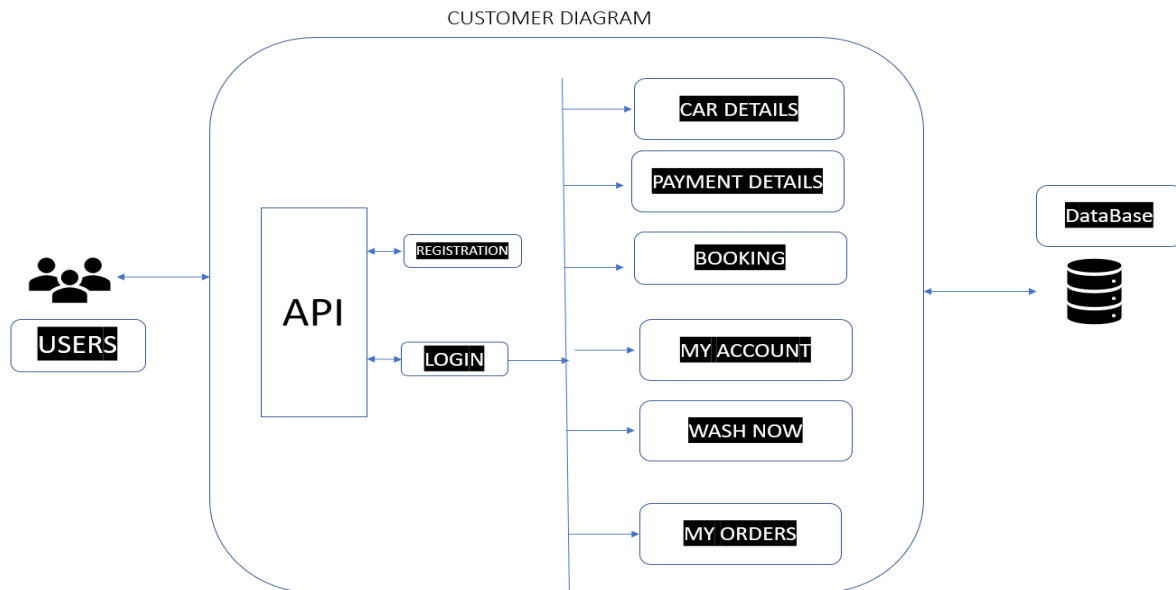 CUSTOMER DIAGRAM
USERS
API
REGISTRATION
LOGIN
CAR DETAILS
PAYMENT DETAILS
BOOKING
MY ACCOUNT
WASH NOW
MY ORDERS
DataBase